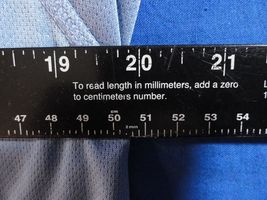 19 20 21
To read length in millimeters, add a zero
to centimeters number.
cm
47 48 49 50 51 52 53 54